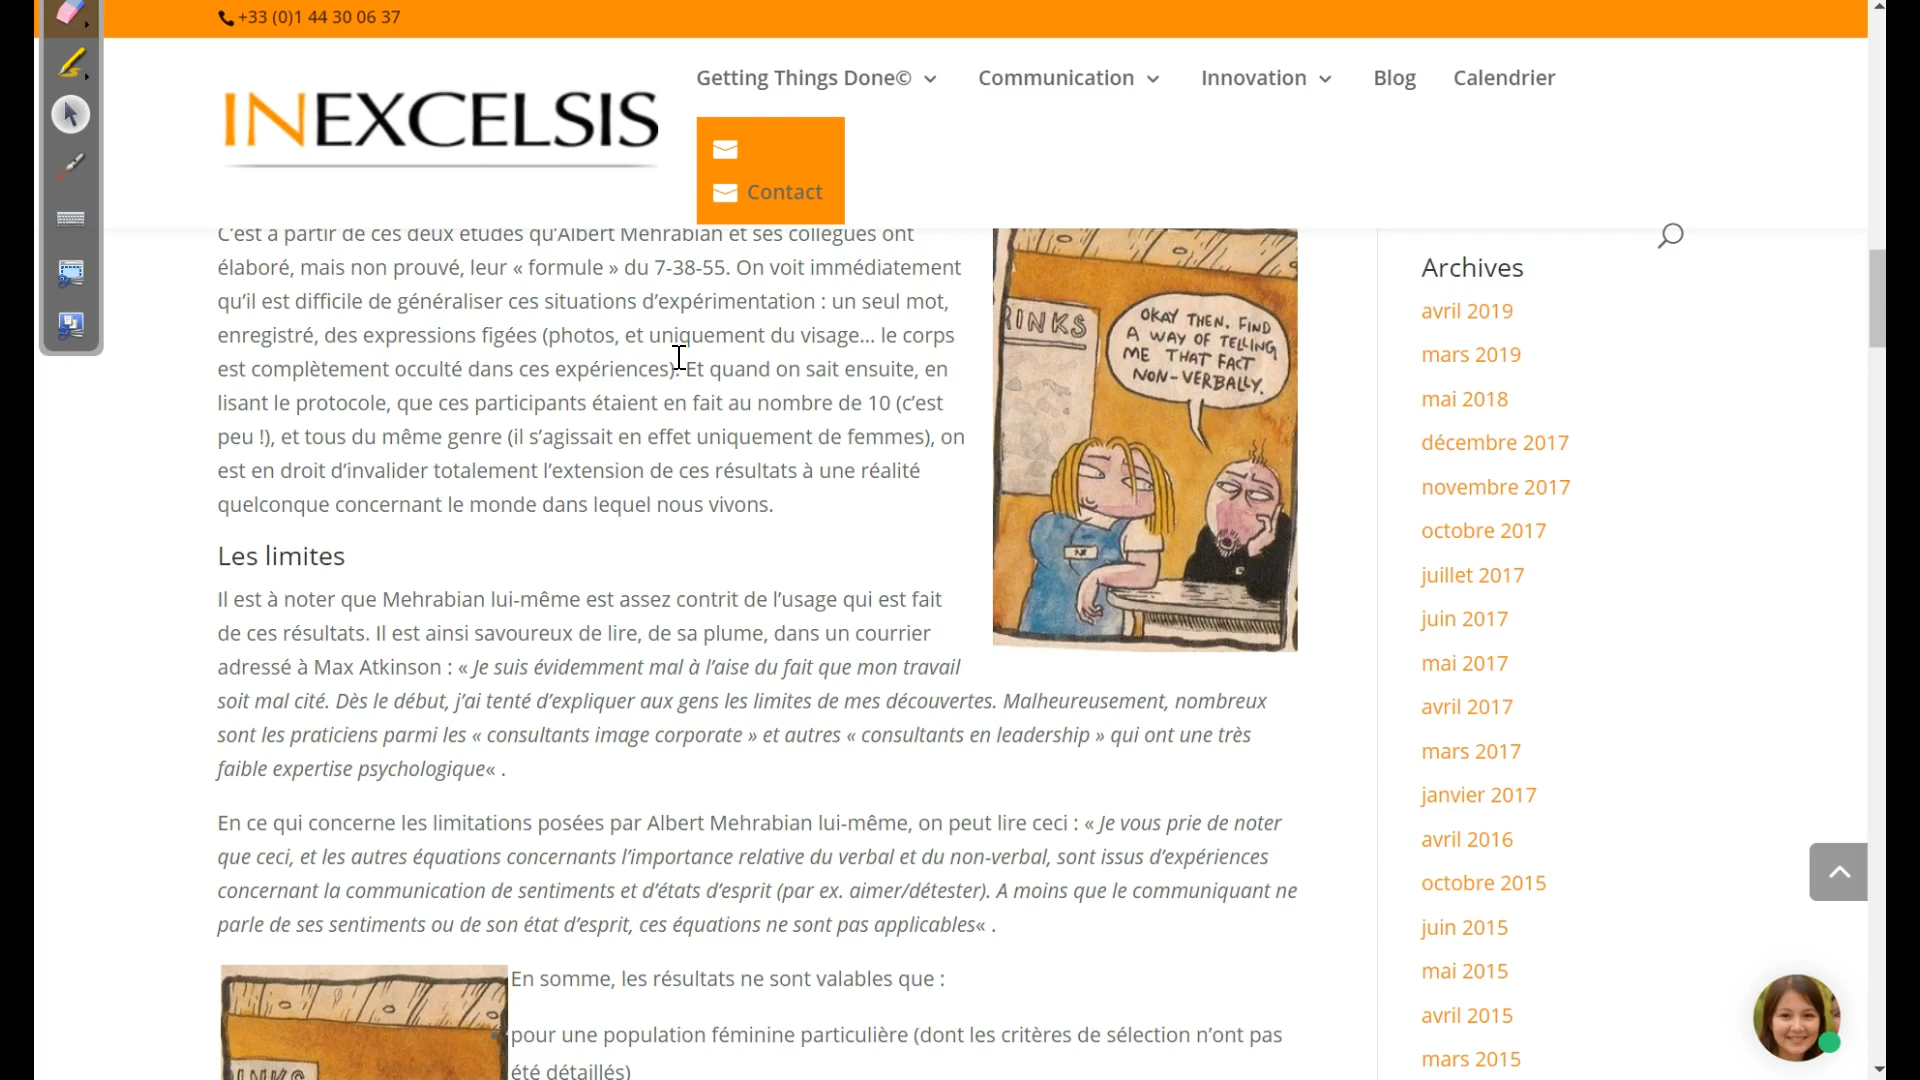 +33 (0)1 44 30 06 37
INEXCELSIS
Getting Things Done©
Communication
Innovation
Blog
Calendrier
Contact
C'est à partir de ces deux études qu'Albert Mehrabian et ses collègues ont
élaboré, mais non prouvé, leur « formule » du 7-38-55. On voit immédiatement
qu'il est difficile de généraliser ces situations d'expérimentation : un seul mot,
enregistré, des expressions figées (photos, et uniquement du visage... le corps
est complètement occulté dans ces expériences). Et quand on sait ensuite, en
lisant le protocole, que ces participants étaient en fait au nombre de 10 (c'est
peu !), et tous du même genre (il s'agissait en effet uniquement de femmes), on
est en droit d'invalider totalement l'extension de ces résultats à une réalité
quelconque concernant le monde dans lequel nous vivons.
RINKS
OKAY THEN. FIND
A WAY OF TELLING
ME THAT FACT
NON-VERBALLY.
Les limites
Il est à noter que Mehrabian lui-même est assez contrit de l'usage qui est fait
de ces résultats. Il est ainsi savoureux de lire, de sa plume, dans un courrier
adressé à Max Atkinson : « Je suis évidemment mal à l'aise du fait que mon travail
soit mal cité. Dès le début, j'ai tenté d'expliquer aux gens les limites de mes découvertes. Malheureusement, nombreux
sont les praticiens parmi les « consultants image corporate » et autres « consultants en leadership » qui ont une très
faible expertise psychologique« .
En ce qui concerne les limitations posées par Albert Mehrabian lui-même, on peut lire ceci : « Je vous prie de noter
que ceci, et les autres équations concernants l'importance relative du verbal et du non-verbal, sont issus d'expériences
concernant la communication de sentiments et d'états d'esprit (par ex. aimer/détester). A moins que le communiquant ne
parle de ses sentiments ou de son état d'esprit, ces équations ne sont pas applicables« .
En somme, les résultats ne sont valables que :
pour une population féminine particulière (dont les critères de sélection n'ont pas
été détaillés)
INKS
Archives
avril 2019
mars 2019
mai 2018
décembre 2017
novembre 2017
octobre 2017
juillet 2017
juin 2017
mai 2017
avril 2017
mars 2017
janvier 2017
avril 2016
octobre 2015
juin 2015
mai 2015
avril 2015
mars 2015